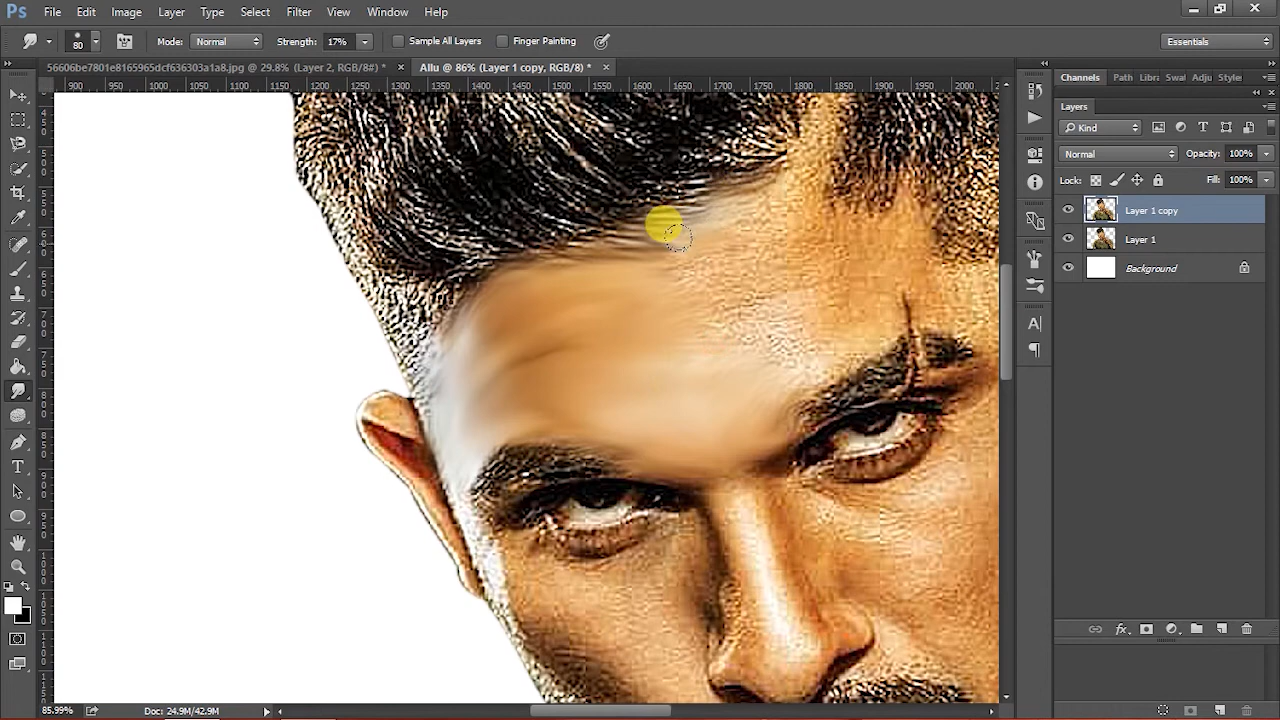 Ps File Edit Image Layer Type Select Filter View Window Help
80 Mode: Normal Strength: 17% Sample All Layers Finger Painting Essentials
56606be7801e8165965dcf636303a1a8.jpg @ 29.8% (Layer 2, RGB/8#) * × Allu @ 86% (Layer 1 copy, RGB/8) * ×
Channels Path Libra Swat Adju Style
900 950 1000 1050 1100 1150 1200 1250 1300 1350 1400 1450 1500 1550 1600 1650 1700 1750 1800 1850 1900 1950 2000
Layers
Kind
Normal Opacity: 100%
Lock: Fill: 100%
Layer 1 copy
Layer 1
Background
85.99% Doc: 24.9M/42.9M